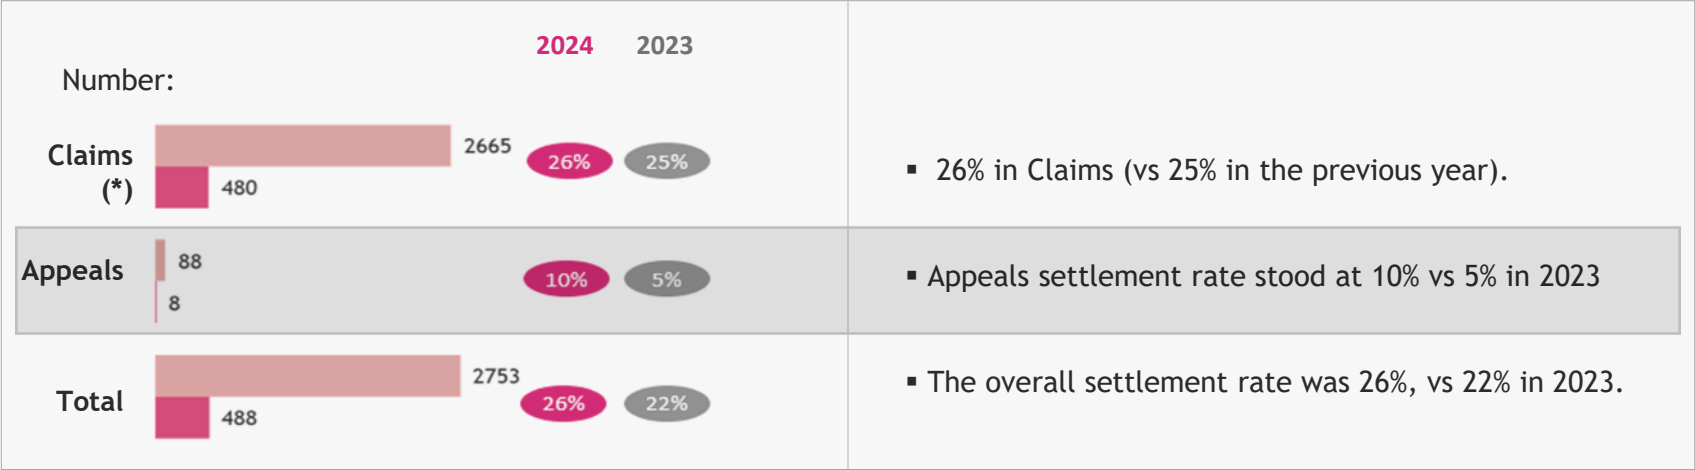 2024 2023
Number:
Claims
(*)
2665
480
26% 25%
▪ 26% in Claims (vs 25% in the previous year).
Appeals
88
8
10% 5%
▪ Appeals settlement rate stood at 10% vs 5% in 2023
Total
2753
488
26% 22%
▪ The overall settlement rate was 26%, vs 22% in 2023.